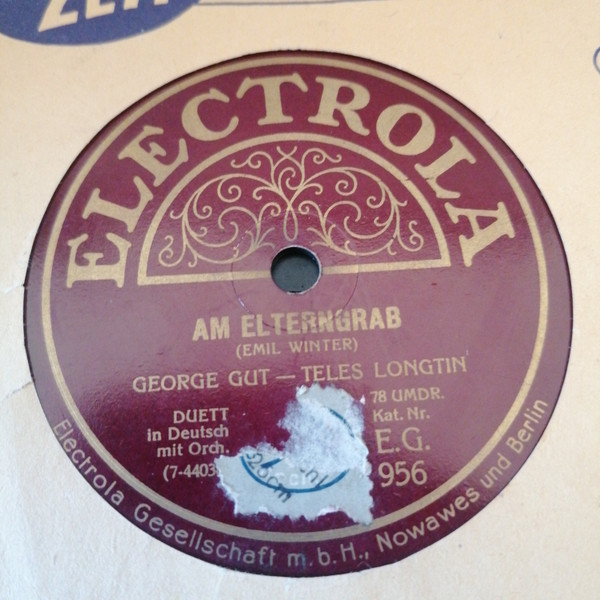 ELECTROLA
AM ELTERNGRAB
(EMIL WINTER)
GEORGE GUT — TELES LONGTIN
DUETT
in Deutsch
mit Orch.
(7-4403
78 UMDR.
Kat. Nr.
E.G.
956
Electrola Gesellschaft m.b.H., Nowawes und Berlin